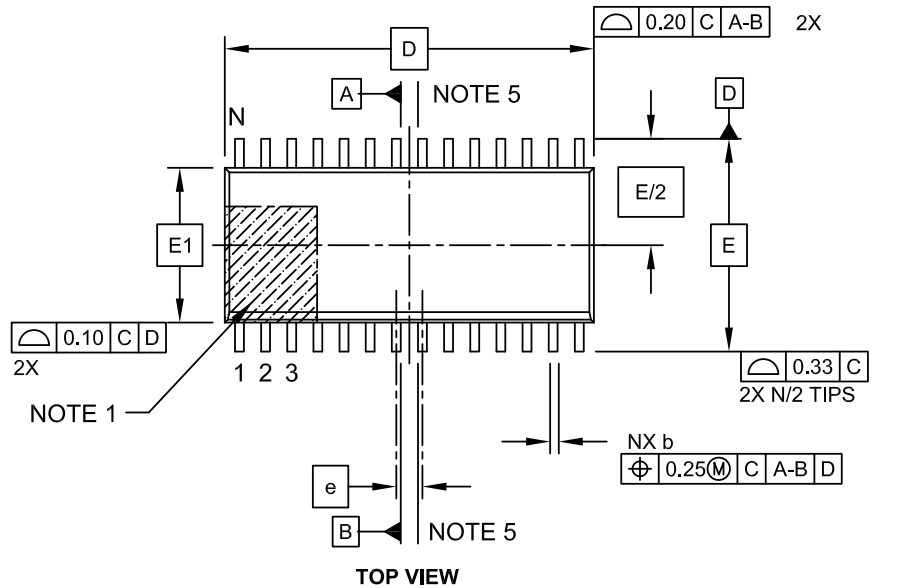 ⌓ 0.20 C A-B 2X
D
A NOTE 5
D
N
E/2
E1
E
⌓ 0.10 C D
2X
1 2 3
⌓ 0.33 C
2X N/2 TIPS
NOTE 1
NX b
⌖ 0.25Ⓜ C A-B D
e
B NOTE 5
TOP VIEW